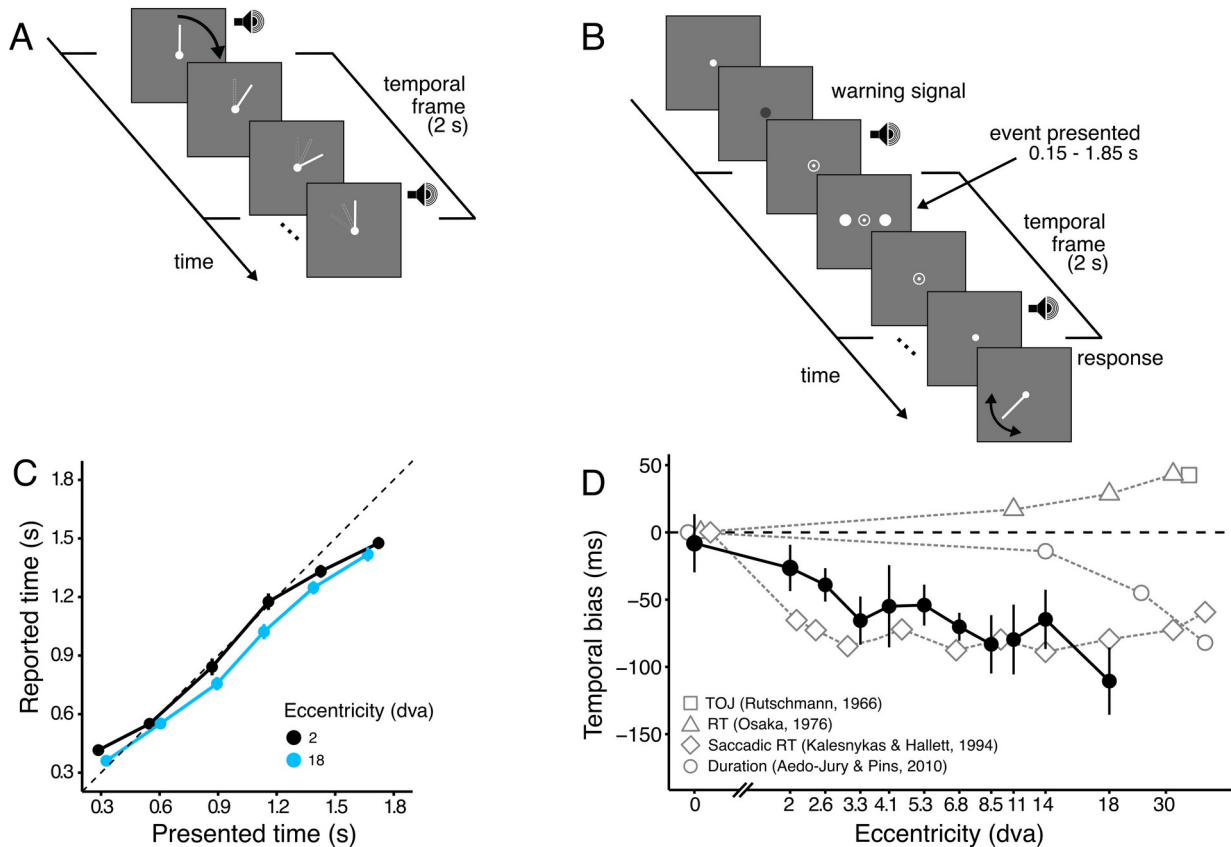 A
temporal
frame
(2 s)
time
B
warning signal
event presented
0.15 - 1.85 s
temporal
frame
(2 s)
response
time
C
Reported time (s)
1.8
1.5
1.2
0.9
0.6
0.3
Eccentricity (dva)
2
18
0.3 0.6 0.9 1.2 1.5 1.8
Presented time (s)
D
Temporal bias (ms)
50
0
−50
−100
−150
TOJ (Rutschmann, 1966)
RT (Osaka, 1976)
Saccadic RT (Kalesnykas & Hallett, 1994)
Duration (Aedo-Jury & Pins, 2010)
0 2 2.6 3.3 4.1 5.3 6.8 8.5 11 14 18 30
Eccentricity (dva)